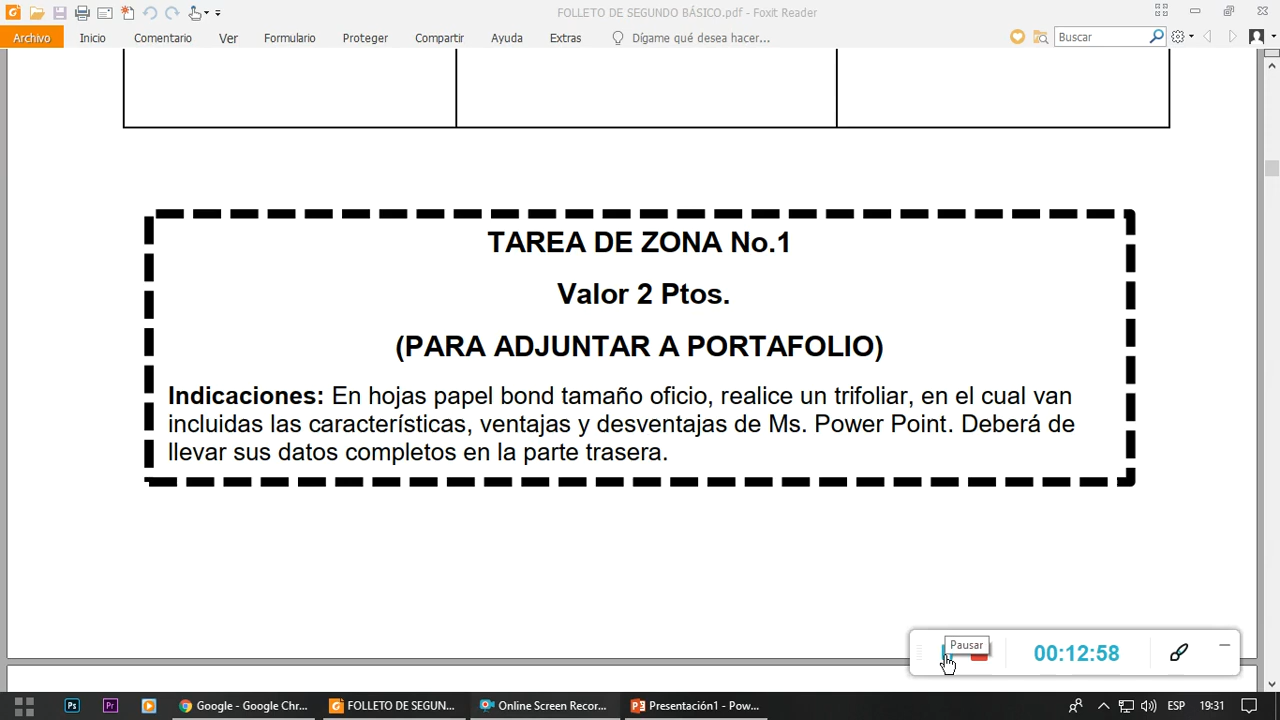 FOLLETO DE SEGUNDO BÁSICO.pdf - Foxit Reader
Archivo Inicio Comentario Ver Formulario Proteger Compartir Ayuda Extras Dígame qué desea hacer... Buscar
TAREA DE ZONA No.1
Valor 2 Ptos.
(PARA ADJUNTAR A PORTAFOLIO)
Indicaciones: En hojas papel bond tamaño oficio, realice un trifoliar, en el cual van
incluidas las características, ventajas y desventajas de Ms. Power Point. Deberá de
llevar sus datos completos en la parte trasera.
Pausar
00:12:58
Ps Pr Google - Google Chr... FOLLETO DE SEGUN... Online Screen Recor... Presentación1 - Pow... ESP 19:31